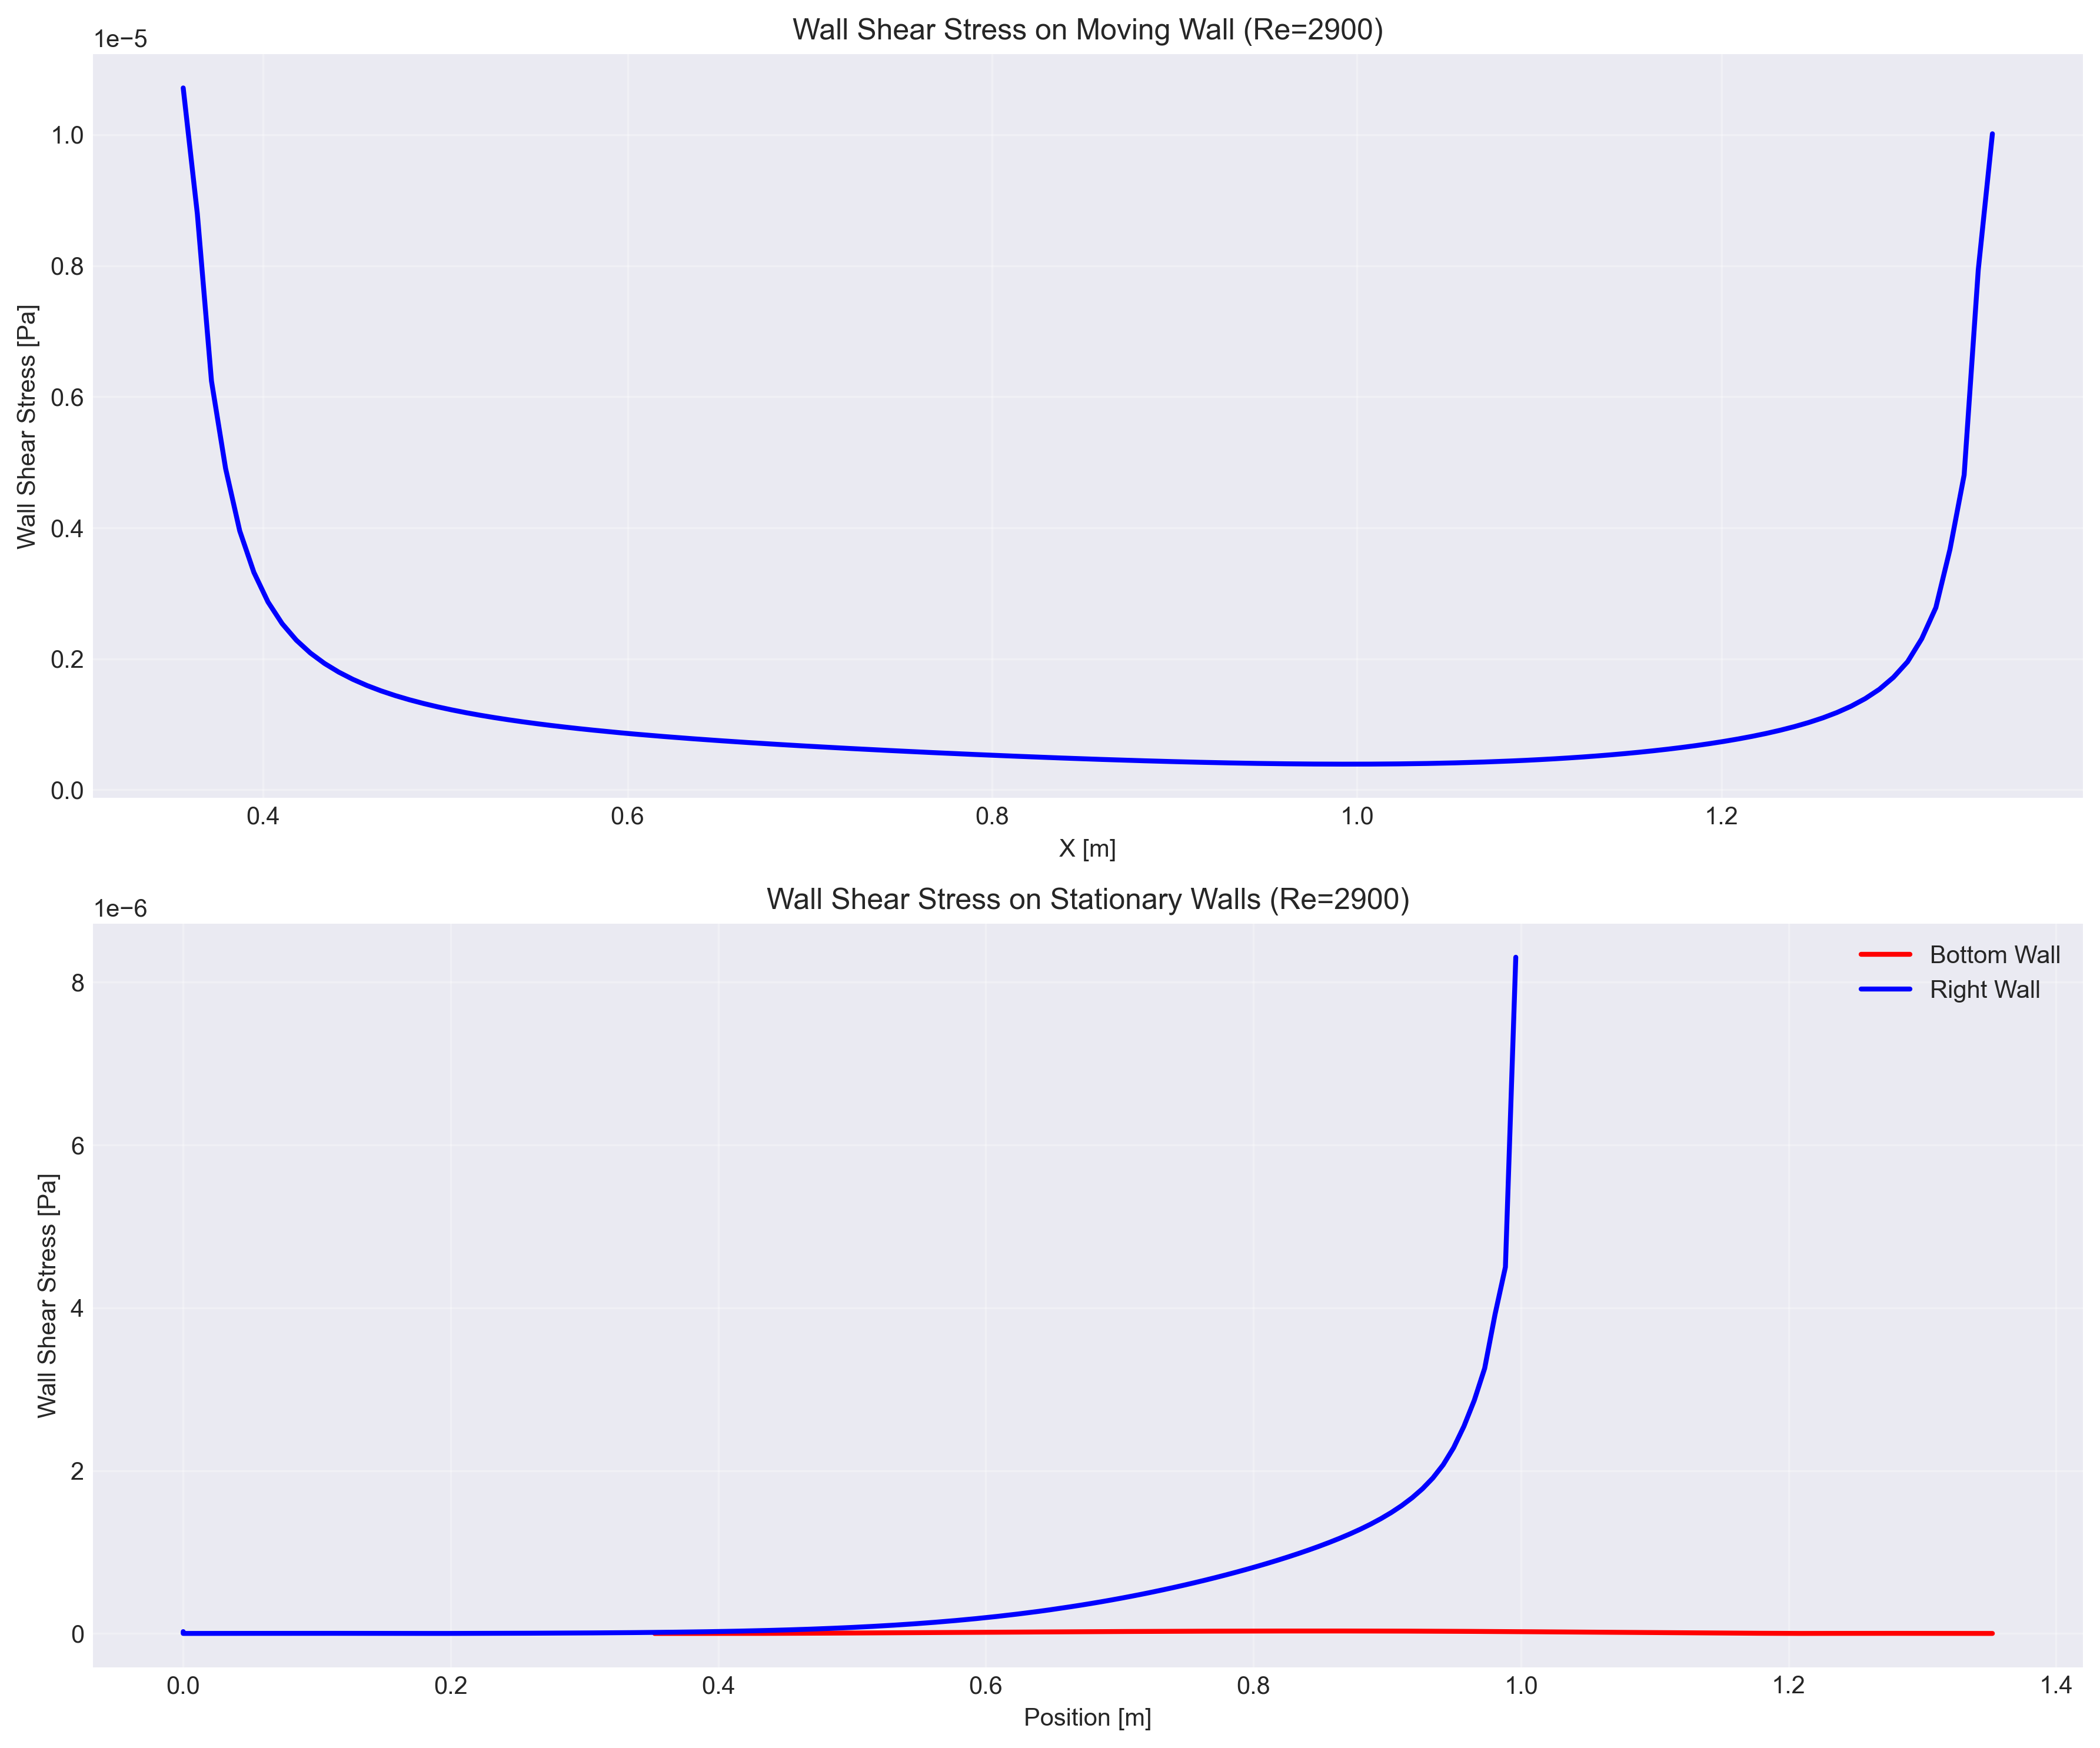 Wall Shear Stress on Moving Wall (Re=2900)
1e−5
1.0
0.8
0.6
0.4
0.2
0.0
Wall Shear Stress [Pa]
0.4 0.6 0.8 1.0 1.2
X [m]
Wall Shear Stress on Stationary Walls (Re=2900)
1e−6
Bottom Wall
Right Wall
8
6
4
2
0
Wall Shear Stress [Pa]
0.0 0.2 0.4 0.6 0.8 1.0 1.2 1.4
Position [m]